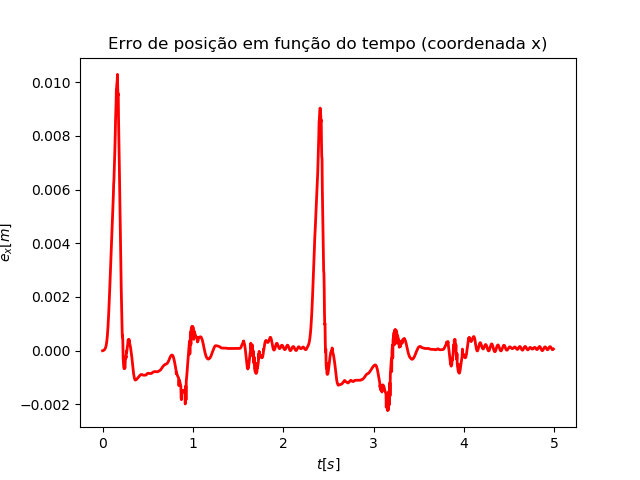 Erro de posição em função do tempo (coordenada x)
0.010
0.008
0.006
0.004
0.002
0.000
−0.002
e_x[m]
0 1 2 3 4 5
t[s]